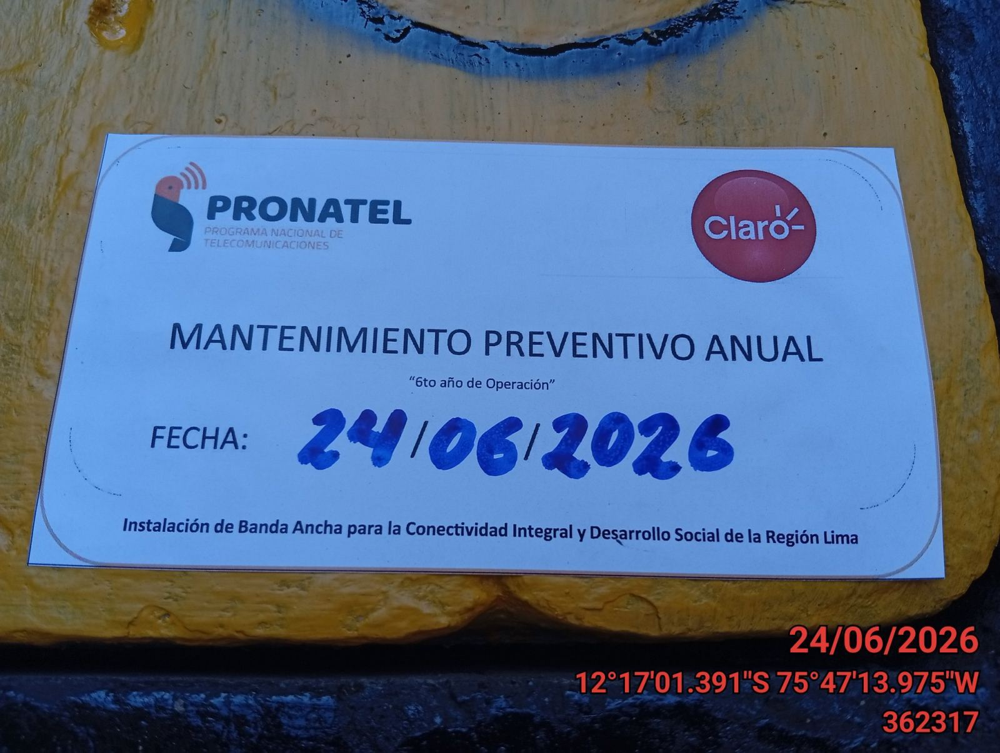 PRONATEL
PROGRAMA NACIONAL DE
TELECOMUNICACIONES
Claro
MANTENIMIENTO PREVENTIVO ANUAL
“6to año de Operación”
FECHA: 24/06/2026
Instalación de Banda Ancha para la Conectividad Integral y Desarrollo Social de la Región Lima
24/06/2026
12°17'01.391"S 75°47'13.975"W
362317